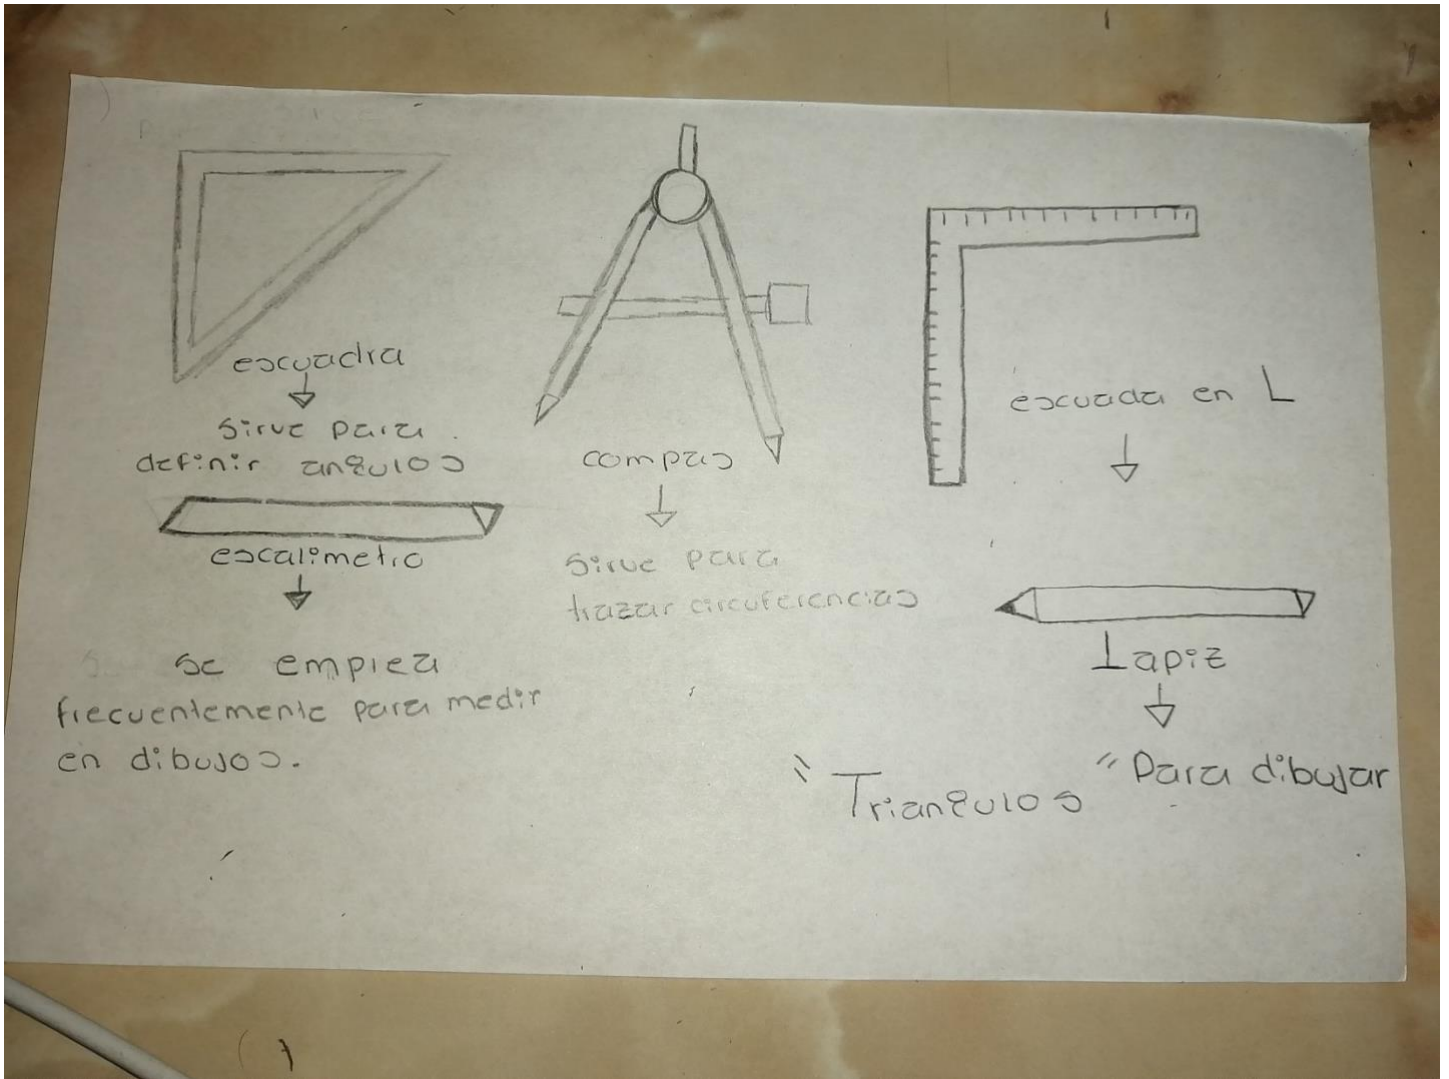 escuadra
sirve para
definir angulos
escalimetro
se empieza
frecuentemente para medir
en dibujos.
compas
sirve para
trazar circuferencias
escuada en L
Lapiz
"Para dibujar
"Triangulos